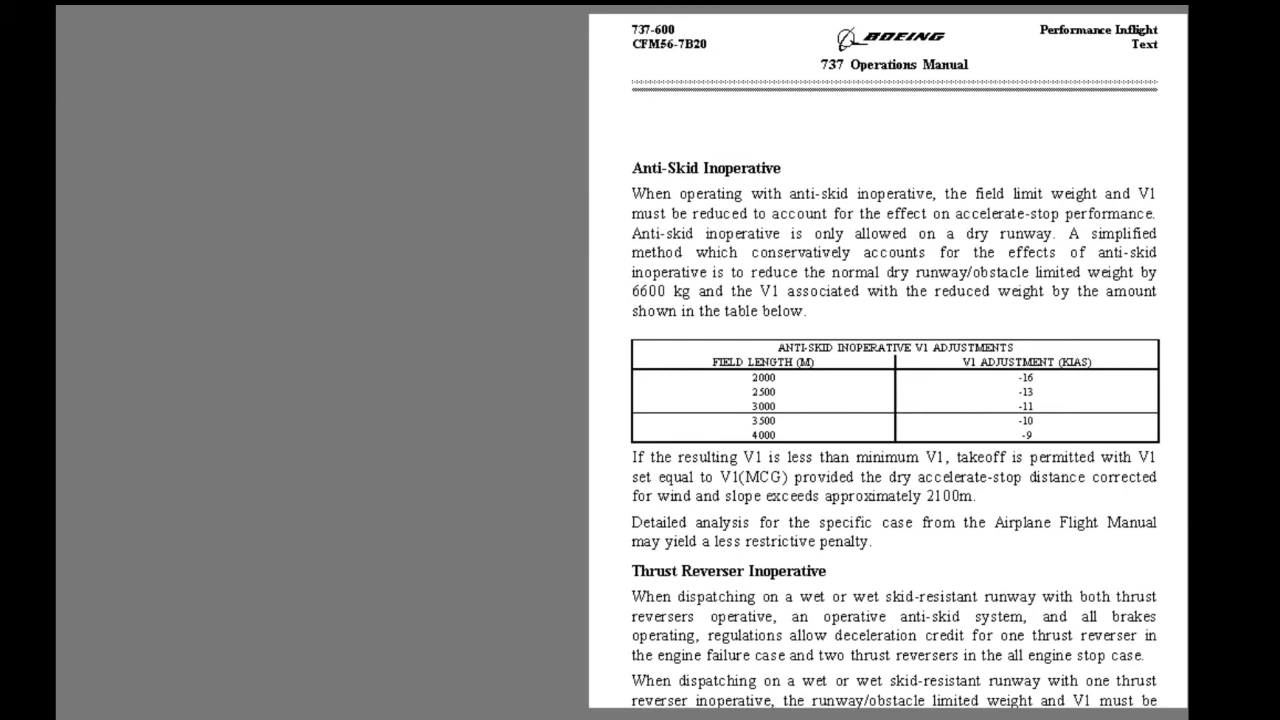 737-600
CFM56-7B20
BOEING
737 Operations Manual
Performance Inflight
Text
Anti-Skid Inoperative
When operating with anti-skid inoperative, the field limit weight and V1
must be reduced to account for the effect on accelerate-stop performance.
Anti-skid inoperative is only allowed on a dry runway. A simplified
method which conservatively accounts for the effects of anti-skid
inoperative is to reduce the normal dry runway/obstacle limited weight by
6600 kg and the V1 associated with the reduced weight by the amount
shown in the table below.
ANTI-SKID INOPERATIVE V1 ADJUSTMENTS
FIELD LENGTH (M) V1 ADJUSTMENT (KIAS)
2000 -16
2500 -13
3000 -11
3500 -10
4000 -9
If the resulting V1 is less than minimum V1, takeoff is permitted with V1
set equal to V1(MCG) provided the dry accelerate-stop distance corrected
for wind and slope exceeds approximately 2100m.
Detailed analysis for the specific case from the Airplane Flight Manual
may yield a less restrictive penalty.
Thrust Reverser Inoperative
When dispatching on a wet or wet skid-resistant runway with both thrust
reversers operative, an operative anti-skid system, and all brakes
operating, regulations allow deceleration credit for one thrust reverser in
the engine failure case and two thrust reversers in the all engine stop case.
When dispatching on a wet or wet skid-resistant runway with one thrust
reverser inoperative, the runway/obstacle limited weight and V1 must be